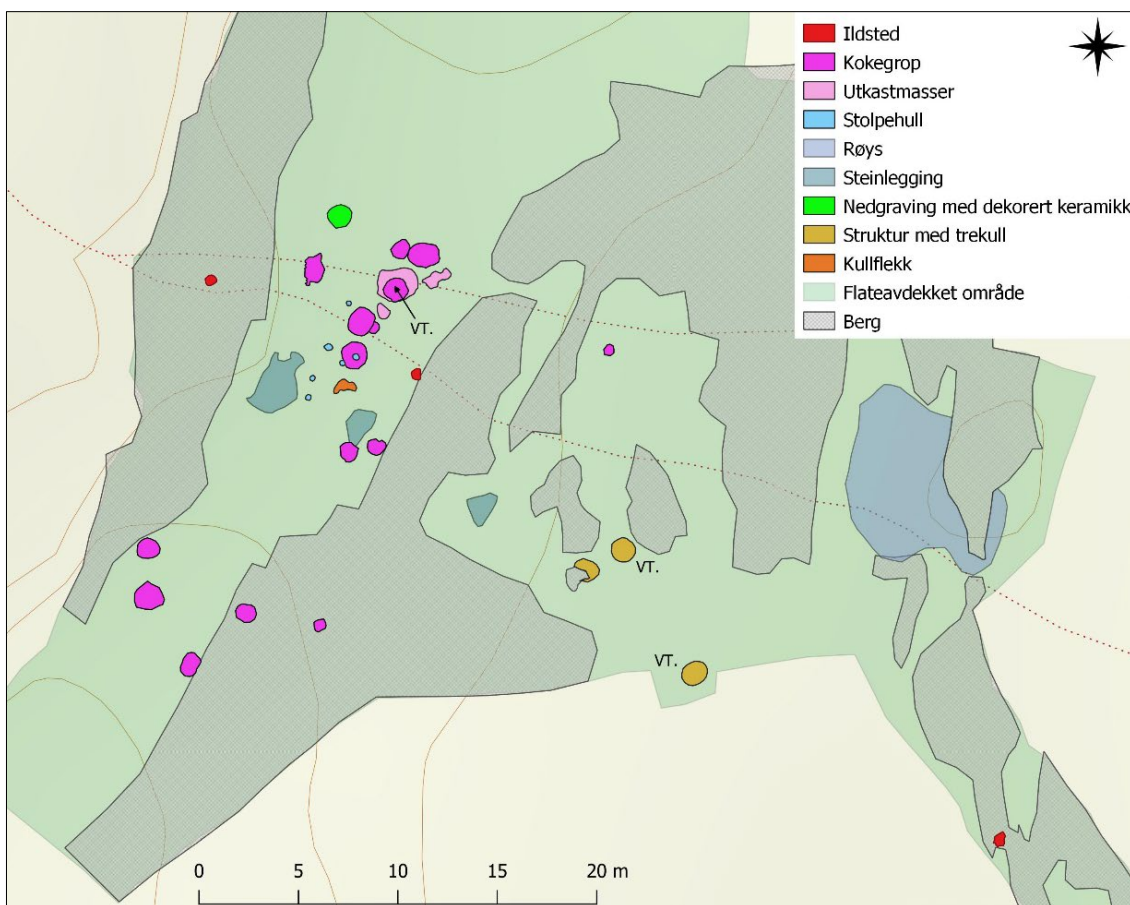 Ildsted
Kokegrop
Utkastmasser
Stolpehull
Røys
Steinlegging
Nedgraving med dekorert keramikk
Struktur med trekull
Kullflekk
Flateavdekket område
Berg
VT.
VT.
VT.
0 5 10 15 20 m